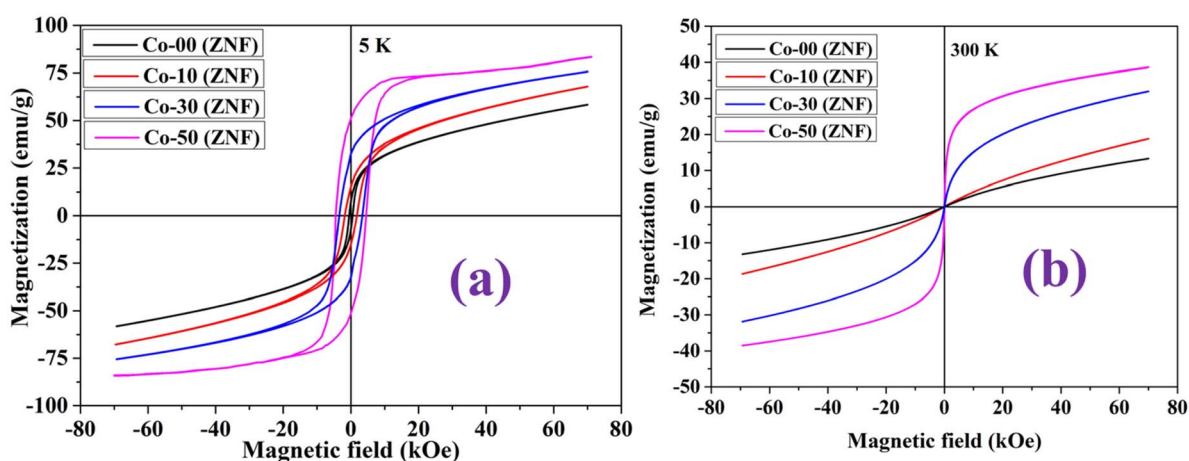 100
75
50
25
0
-25
-50
-75
-100
Magnetization (emu/g)
Co-00 (ZNF)
Co-10 (ZNF)
Co-30 (ZNF)
Co-50 (ZNF)
5 K
(a)
-80 -60 -40 -20 0 20 40 60 80
Magnetic field (kOe)
50
40
30
20
10
0
-10
-20
-30
-40
-50
Magnetization (emu/g)
Co-00 (ZNF)
Co-10 (ZNF)
Co-30 (ZNF)
Co-50 (ZNF)
300 K
(b)
-80 -60 -40 -20 0 20 40 60 80
Magnetic field (kOe)